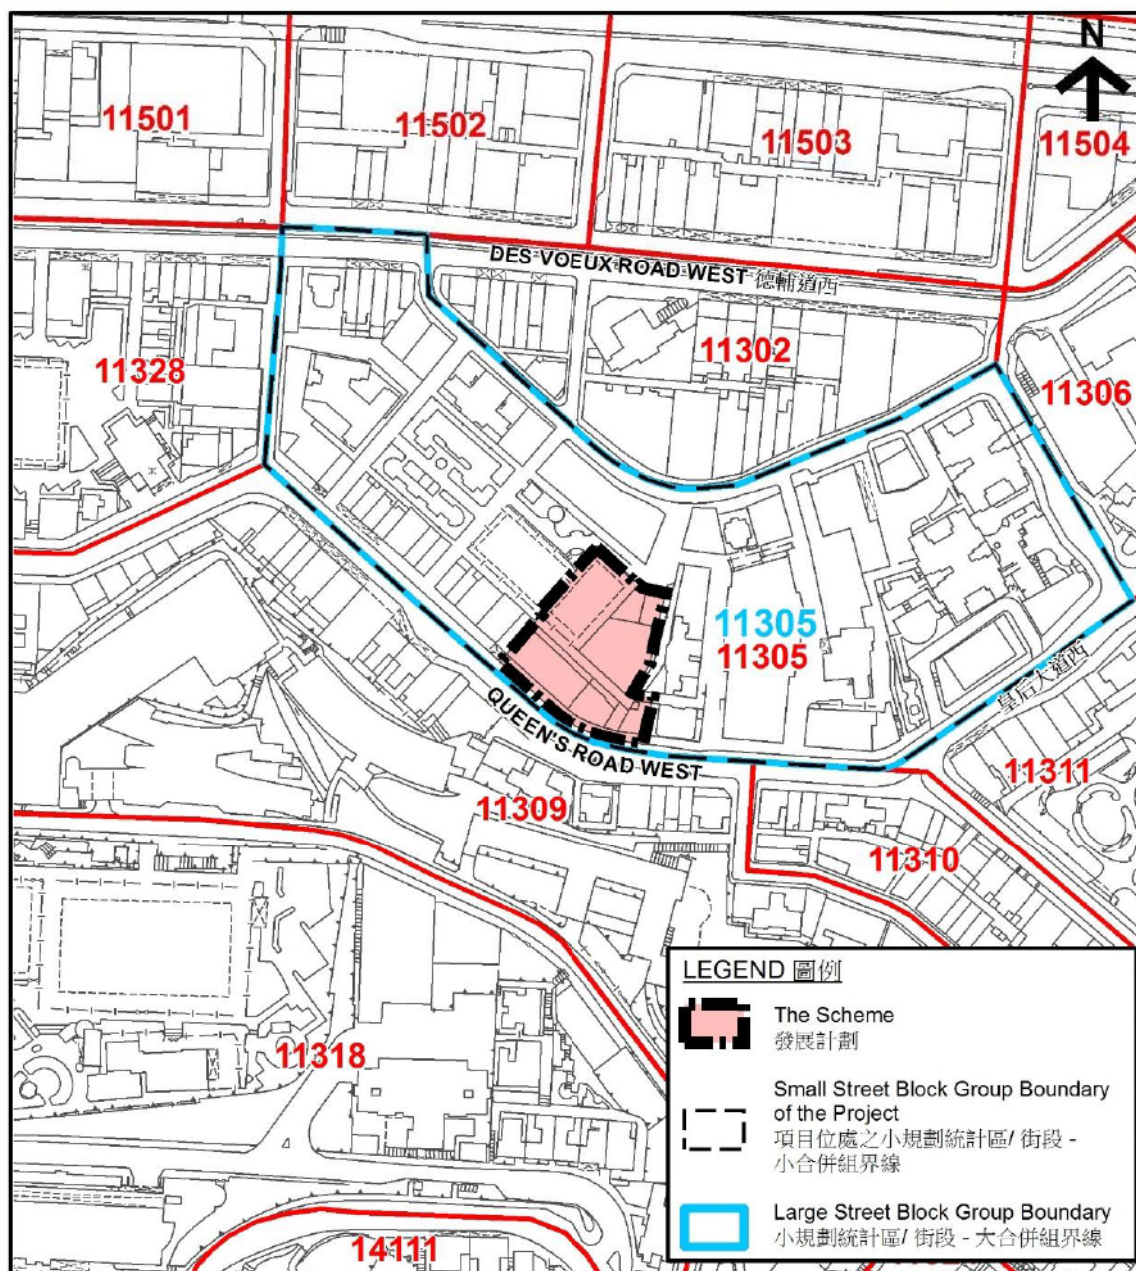 N
11501
11502
11503
11504
DES VOEUX ROAD WEST 德輔道西
11328
11302
11306
11305
11305
皇后大道西
QUEEN'S ROAD WEST
11309
11311
11310
11318
14111
LEGEND 圖例
The Scheme
發展計劃
Small Street Block Group Boundary
of the Project
項目位處之小規劃統計區/ 街段 -
小合併組界線
Large Street Block Group Boundary
小規劃統計區/ 街段 - 大合併組界線